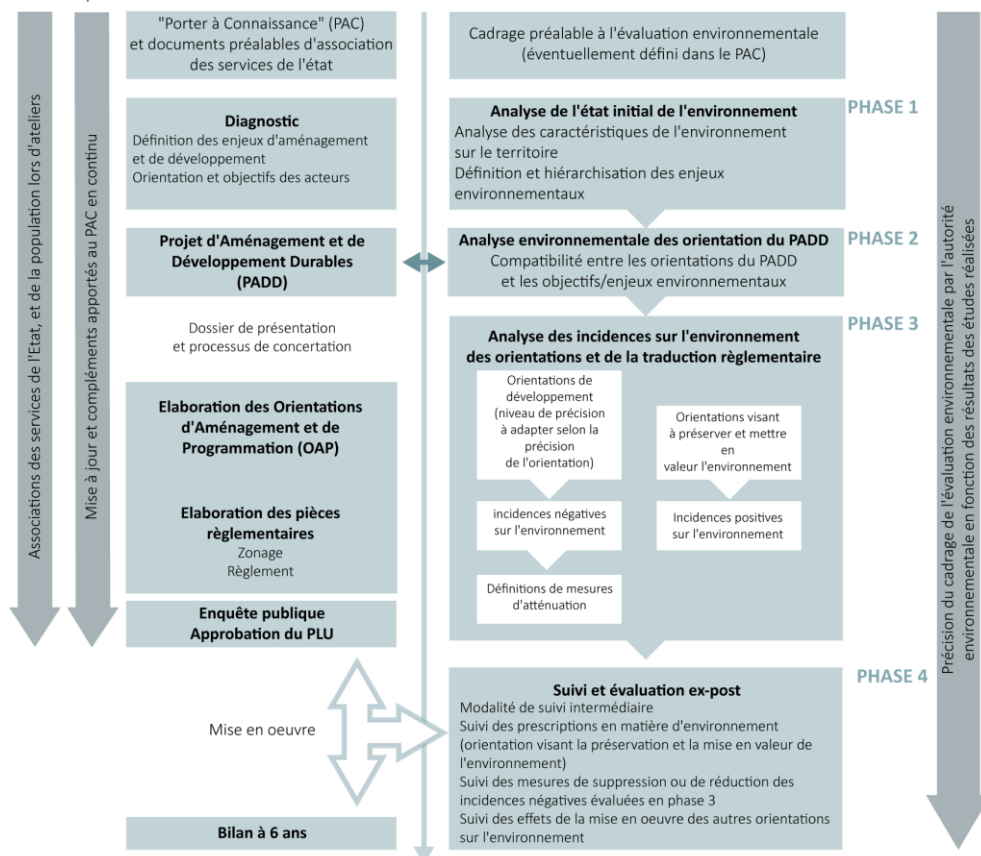 "Porter à Connaissance" (PAC)
et documents préalables d'association
des services de l'état
Cadrage préalable à l'évaluation environnementale
(éventuellement défini dans le PAC)
Associations des services de l'Etat, et de la population lors d'ateliers
Mise à jour et compléments apportés au PAC en continu
Diagnostic
Définition des enjeux d'aménagement
et de développement
Orientation et objectifs des acteurs
Analyse de l'état initial de l'environnement
Analyse des caractéristiques de l'environnement
sur le territoire
Définition et hiérarchisation des enjeux
environnementaux
PHASE 1
Projet d'Aménagement et de
Développement Durables
(PADD)
Analyse environnementale des orientation du PADD
Compatibilité entre les orientations du PADD
et les objectifs/enjeux environnementaux
PHASE 2
Dossier de présentation
et processus de concertation
Elaboration des Orientations
d'Aménagement et de
Programmation (OAP)
Elaboration des pièces
règlementaires
Zonage
Règlement
Enquête publique
Approbation du PLU
Analyse des incidences sur l'environnement
des orientations et de la traduction règlementaire
PHASE 3
Orientations de
développement
(niveau de précision
à adapter selon la
précision
de l'orientation)
incidences négatives
sur l'environnement
Définitions de mesures
d'atténuation
Orientations visant
à préserver et mettre
en
valeur l'environnement
Incidences positives
sur l'environnement
Mise en oeuvre
Bilan à 6 ans
Suivi et évaluation ex-post
Modalité de suivi intermédiaire
Suivi des prescriptions en matière d'environnement
(orientation visant la préservation et la mise en valeur de
l'environnement)
Suivi des mesures de suppression ou de réduction des
incidences négatives évaluées en phase 3
Suivi des effets de la mise en oeuvre des autres orientations
sur l'environnement
PHASE 4
Précision du cadrage de l'évaluation environnementale par l'autorité
environnementale en fonction des résultats des études réalisées